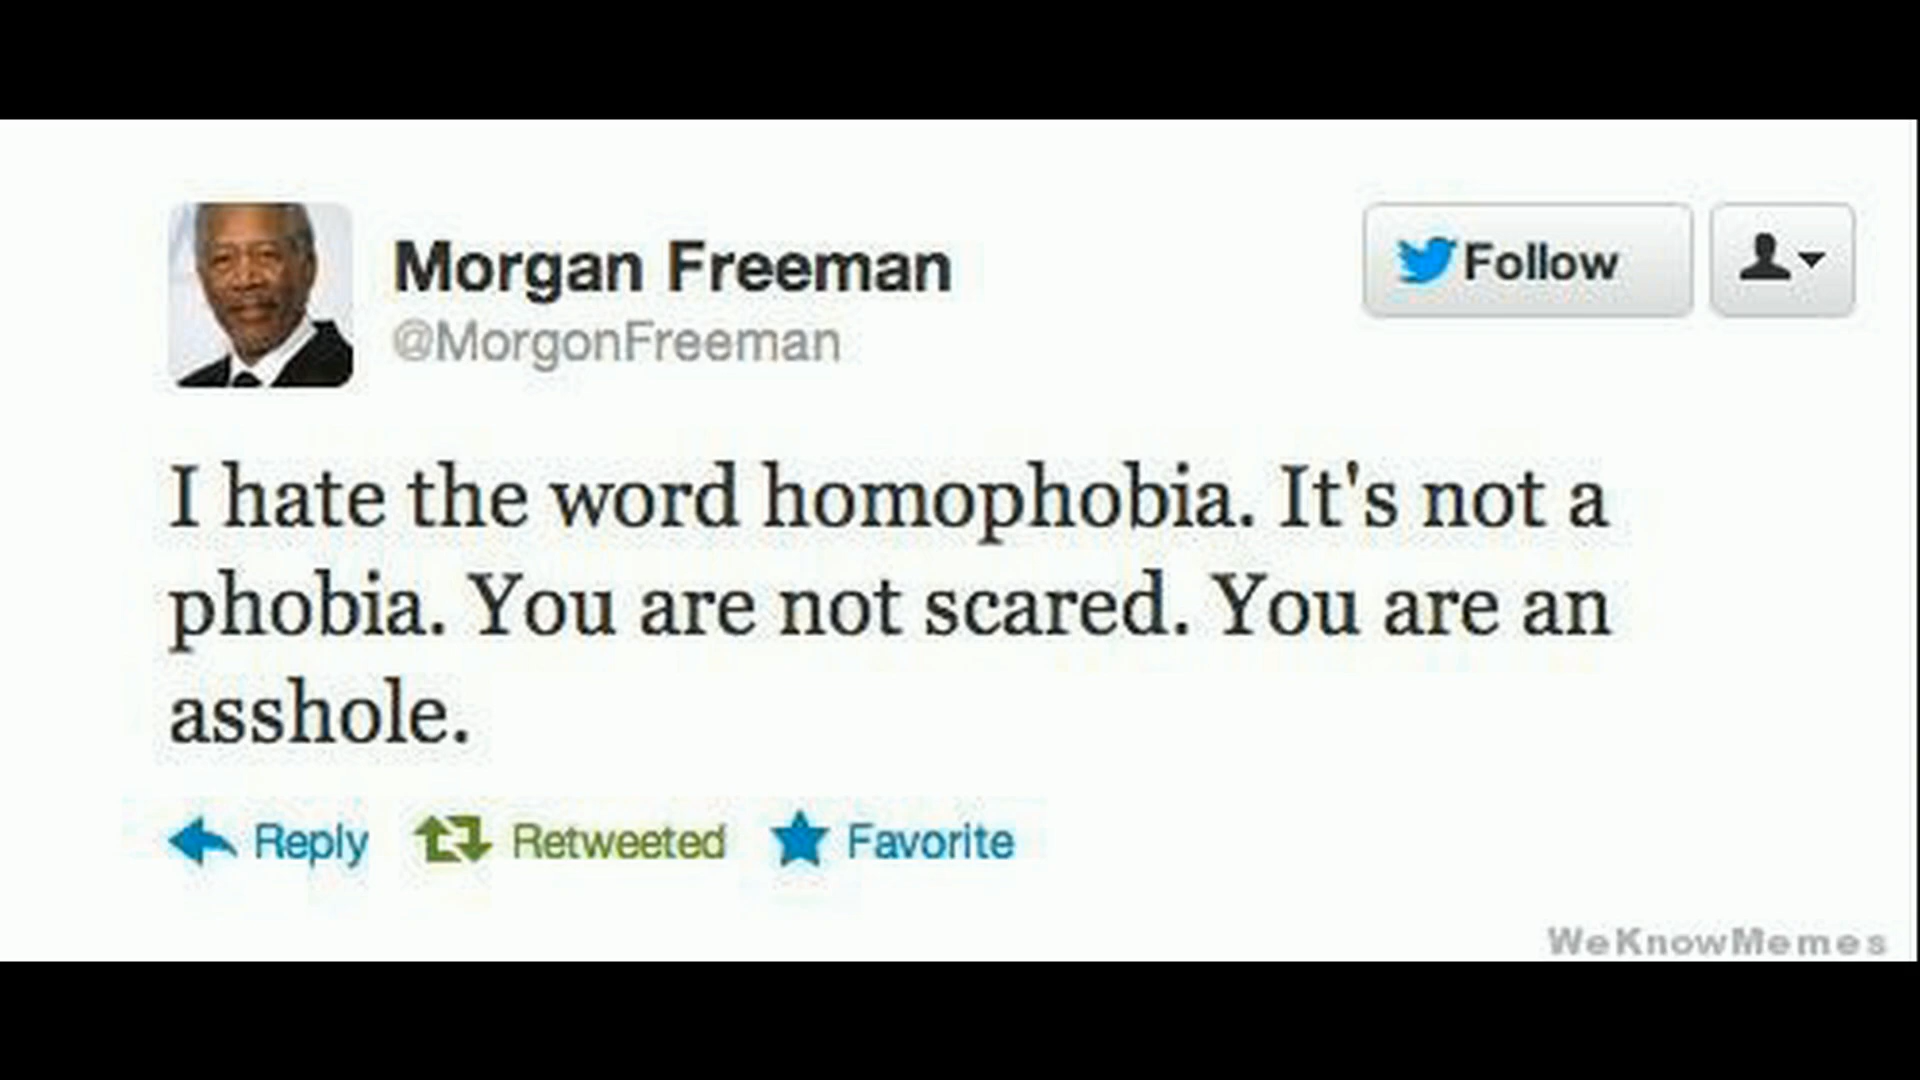 Morgan Freeman
@MorgonFreeman
Follow
I hate the word homophobia. It's not a
phobia. You are not scared. You are an
asshole.
Reply Retweeted Favorite
WeKnowMemes